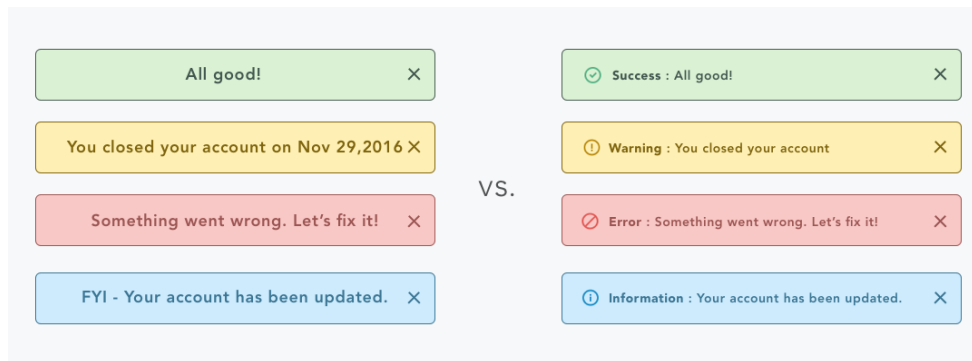 All good!
You closed your account on Nov 29,2016
Something went wrong. Let's fix it!
FYI - Your account has been updated.
vs.
Success : All good!
Warning : You closed your account
Error : Something went wrong. Let's fix it!
Information : Your account has been updated.